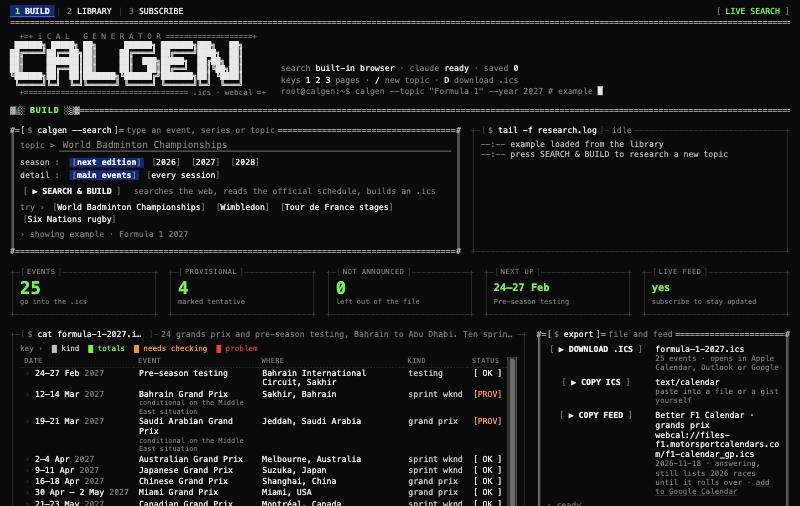 1 BUILD | 2 LIBRARY | 3 SUBSCRIBE [ LIVE SEARCH ]
+=+ iCAL GENERATOR ===================+
CALGEN
+=================================== .ics · webcal =+
search built-in browser · claude ready · saved 0
keys 1 2 3 pages · / new topic · D download .ics
root@calgen:~$ calgen --topic "Formula 1" --year 2027 # example
BUILD
#=[ $ calgen --search ]= type an event, series or topic
topic > World Badminton Championships
season : [next edition] [2026] [2027] [2028]
detail : [main events] [every session]
[ ▶ SEARCH & BUILD ] searches the web, reads the official schedule, builds an .ics
try › [World Badminton Championships] [Wimbledon] [Tour de France stages]
[Six Nations rugby]
› showing example · Formula 1 2027
[ $ tail -f research.log ] idle
——:—— example loaded from the library
——:—— press SEARCH & BUILD to research a new topic
[ EVENTS ]
25
go into the .ics
[ PROVISIONAL ]
4
marked tentative
[ NOT ANNOUNCED ]
0
left out of the file
[ NEXT UP ]
24–27 Feb
Pre-season testing
[ LIVE FEED ]
yes
subscribe to stay updated
[ $ cat formula-1-2027.i… ]– 24 grands prix and pre-season testing, Bahrain to Abu Dhabi. Ten sprin…
key › kind totals needs checking problem
DATE EVENT WHERE KIND STATUS
› 24–27 Feb 2027 Pre-season testing Bahrain International Circuit, Sakhir testing [ OK ]
› 12–14 Mar 2027 Bahrain Grand Prix Sakhir, Bahrain sprint wknd [PROV]
conditional on the Middle
East situation
› 19–21 Mar 2027 Saudi Arabian Grand Prix Jeddah, Saudi Arabia grand prix [PROV]
conditional on the Middle
East situation
› 2–4 Apr 2027 Australian Grand Prix Melbourne, Australia sprint wknd [ OK ]
› 9–11 Apr 2027 Japanese Grand Prix Suzuka, Japan sprint wknd [ OK ]
› 16–18 Apr 2027 Chinese Grand Prix Shanghai, China grand prix [ OK ]
› 30 Apr – 2 May 2027 Miami Grand Prix Miami, USA grand prix [ OK ]
› 21–23 May 2027 Canadian Grand Prix Montréal, Canada sprint wknd [ OK ]
#=[ $ export ]= file and feed
[ ▶ DOWNLOAD .ICS ] formula-1-2027.ics
25 events · opens in Apple
Calendar, Outlook or Google
[ ▶ COPY ICS ] text/calendar
paste into a file or a gist
yourself
[ ▶ COPY FEED ] Better F1 Calendar ·
grands prix
webcal://files-
f1.motorsportcalendars.co
m/f1-calendar_gp.ics
2026-11-18 · answering,
still lists 2026 races
until it rolls over · add
to Google Calendar
› ready